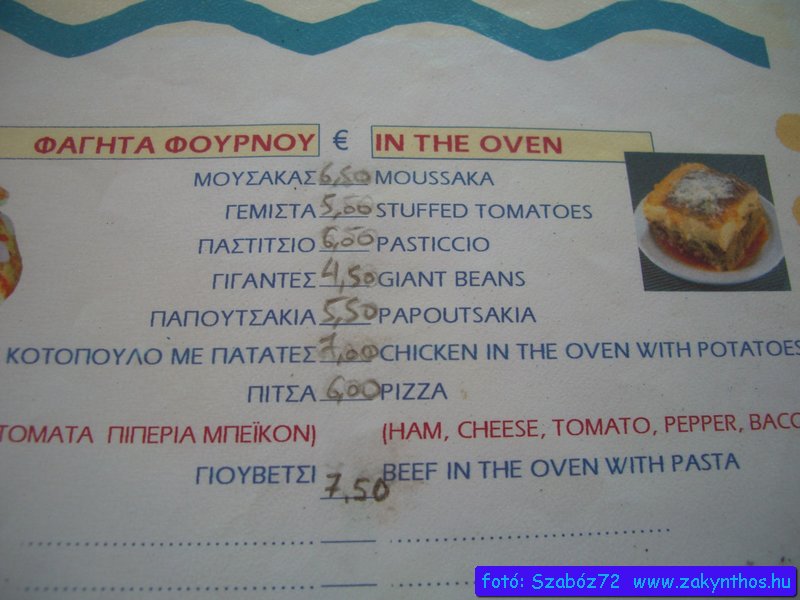 ΦΑΓΗΤΑ ΦΟΥΡΝΟΥ € IN THE OVEN
ΜΟΥΣΑΚΑΣ 6,50 MOUSSAKA
ΓΕΜΙΣΤΑ 5,00 STUFFED TOMATOES
ΠΑΣΤΙΤΣΙΟ 6,00 PASTICCIO
ΓΙΓΑΝΤΕΣ 4,50 GIANT BEANS
ΠΑΠΟΥΤΣΑΚΙΑ 5,50 PAPOUTSAKIA
ΚΟΤΟΠΟΥΛΟ ΜΕ ΠΑΤΑΤΕΣ 7,00 CHICKEN IN THE OVEN WITH POTATOES
ΠΙΤΣΑ 6,00 PIZZA
ΤΟΜΑΤΑ ΠΙΠΕΡΙΑ ΜΠΕΪΚΟΝ) (HAM, CHEESE, TOMATO, PEPPER, BACO
ΓΙΟΥΒΕΤΣΙ 7,50 BEEF IN THE OVEN WITH PASTA
fotó: Szabóz72 www.zakynthos.hu